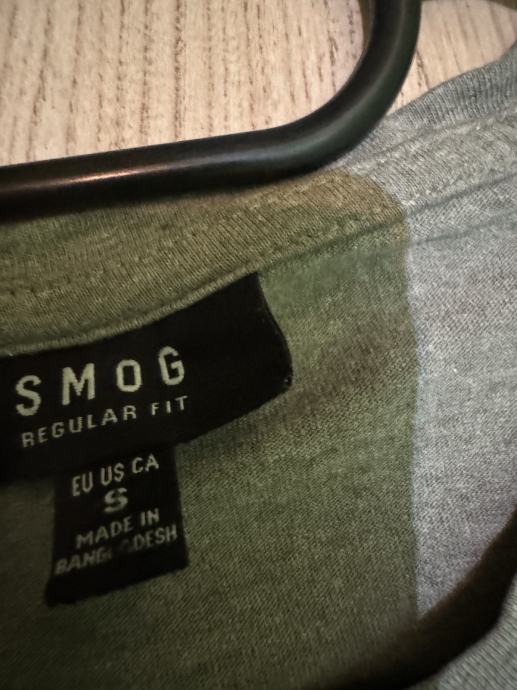 SMOG
REGULAR FIT
EU US CA
S
MADE IN
BANGLADESH